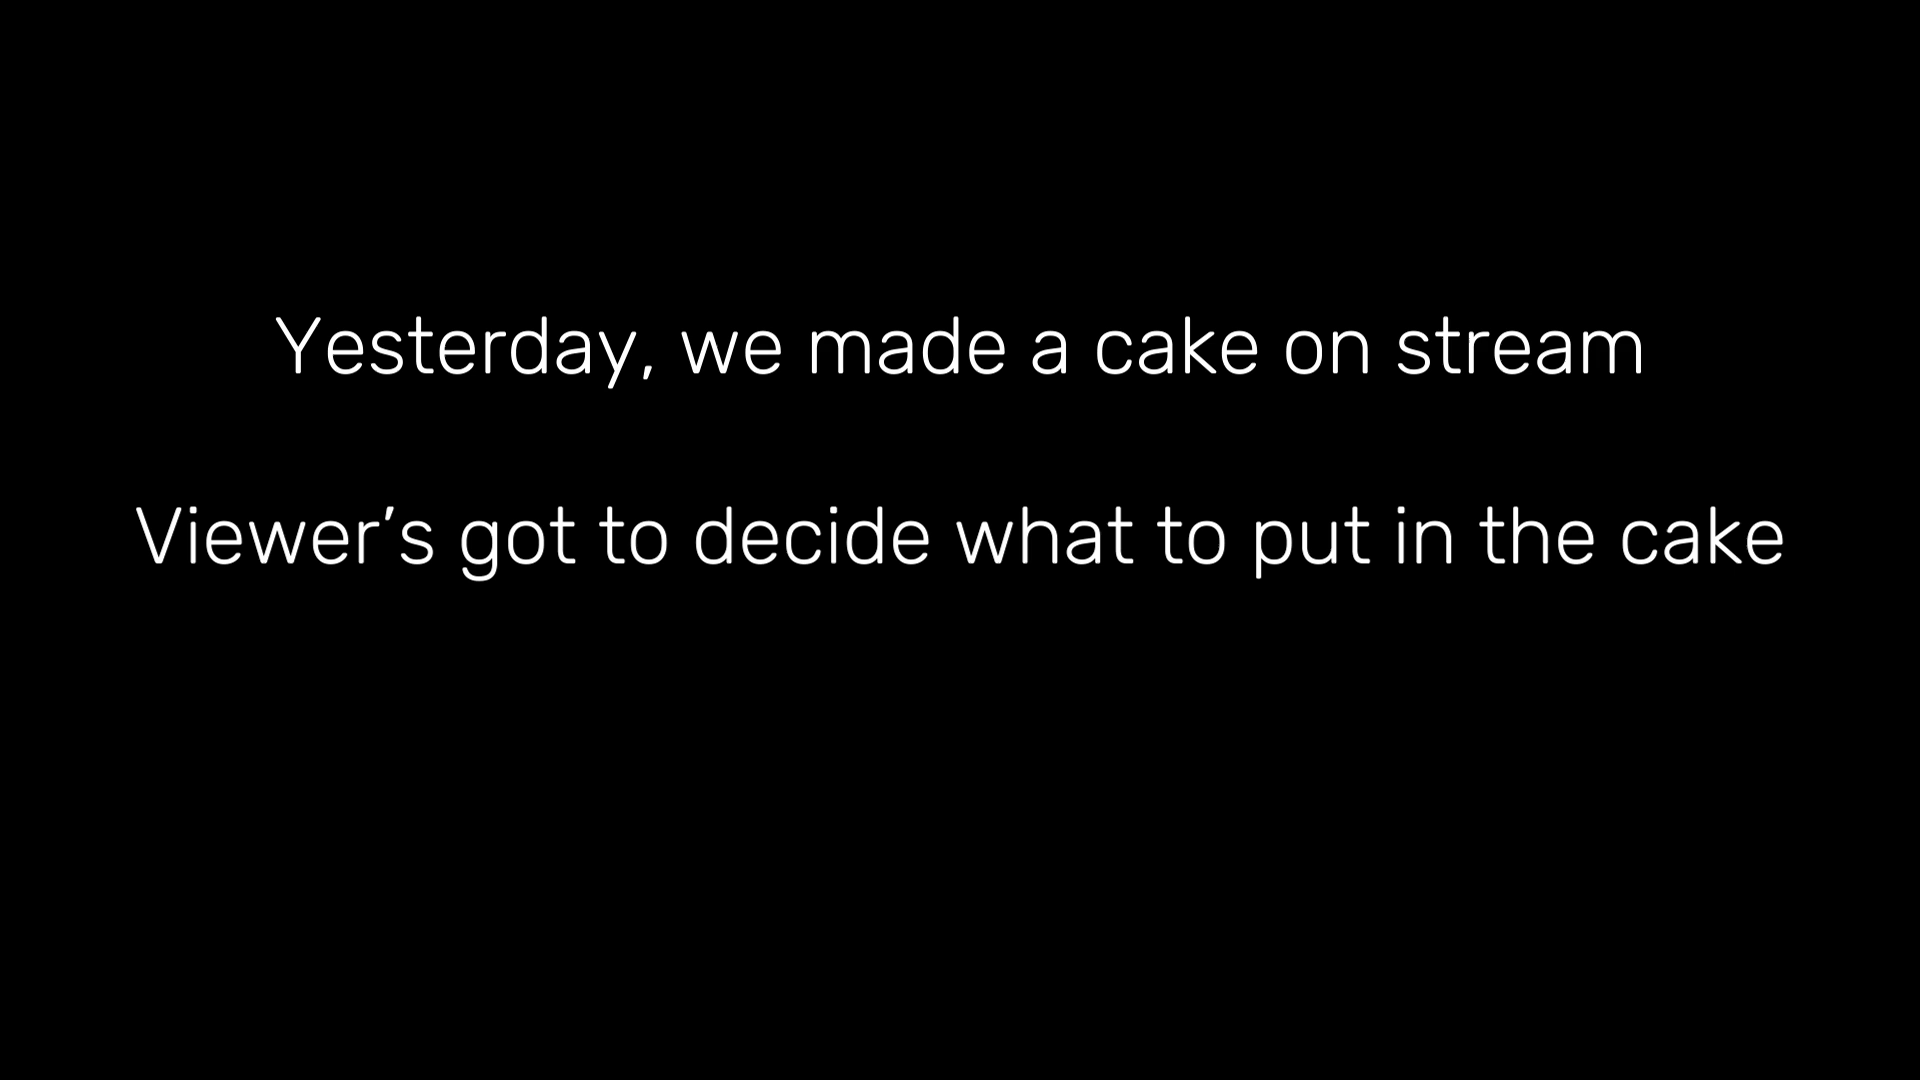 Yesterday, we made a cake on stream
Viewer’s got to decide what to put in the cake